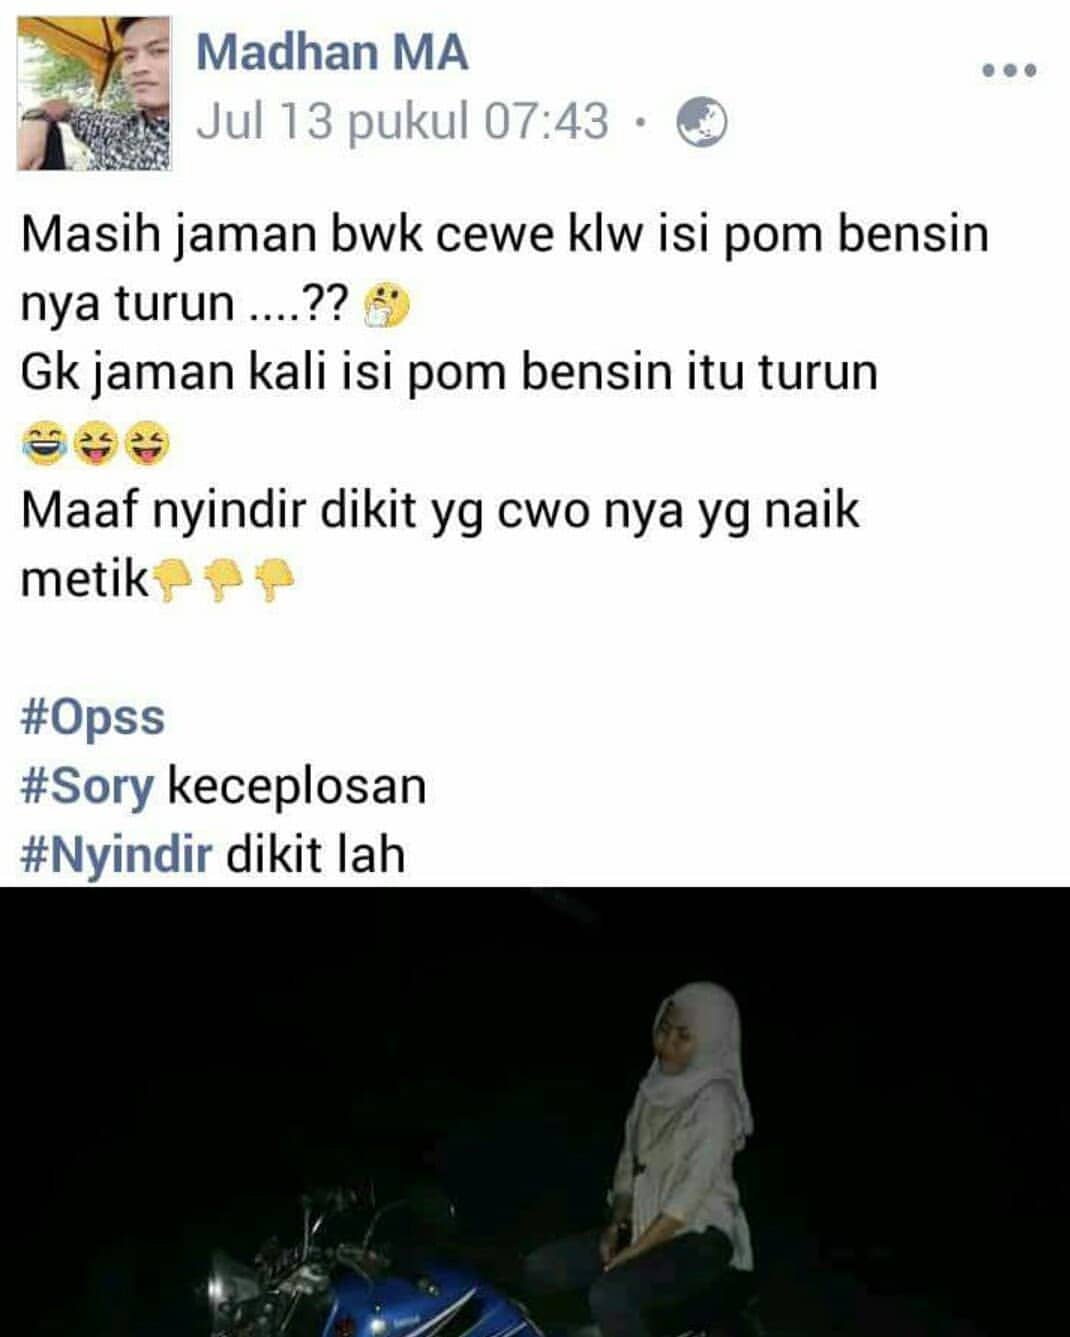 Madhan MA
Jul 13 pukul 07:43 ·
Masih jaman bwk cewe klw isi pom bensin
nya turun ....?? 🤔
Gk jaman kali isi pom bensin itu turun
😂😝😝
Maaf nyindir dikit yg cwo nya yg naik
metik👇👇👇
#Opss
#Sory keceplosan
#Nyindir dikit lah